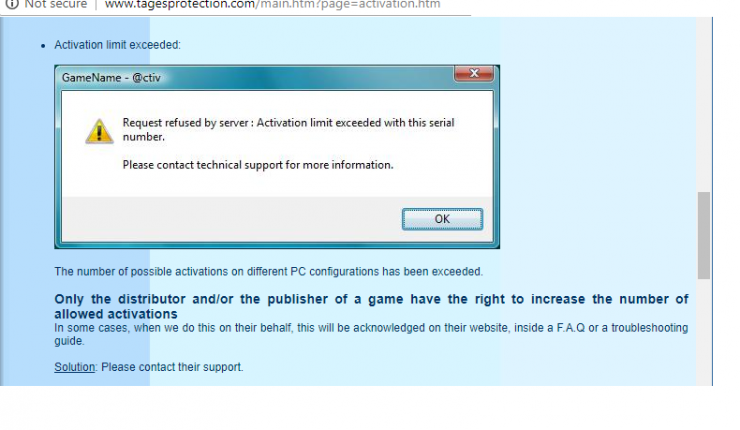 Not secure | www.tagesprotection.com/main.htm?page=activation.htm
• Activation limit exceeded:
GameName - @ctiv
Request refused by server : Activation limit exceeded with this serial
number.
Please contact technical support for more information.
OK
The number of possible activations on different PC configurations has been exceeded.
Only the distributor and/or the publisher of a game have the right to increase the number of
allowed activations
In some cases, when we do this on their behalf, this will be acknowledged on their website, inside a F.A.Q or a troubleshooting
guide.
Solution: Please contact their support.